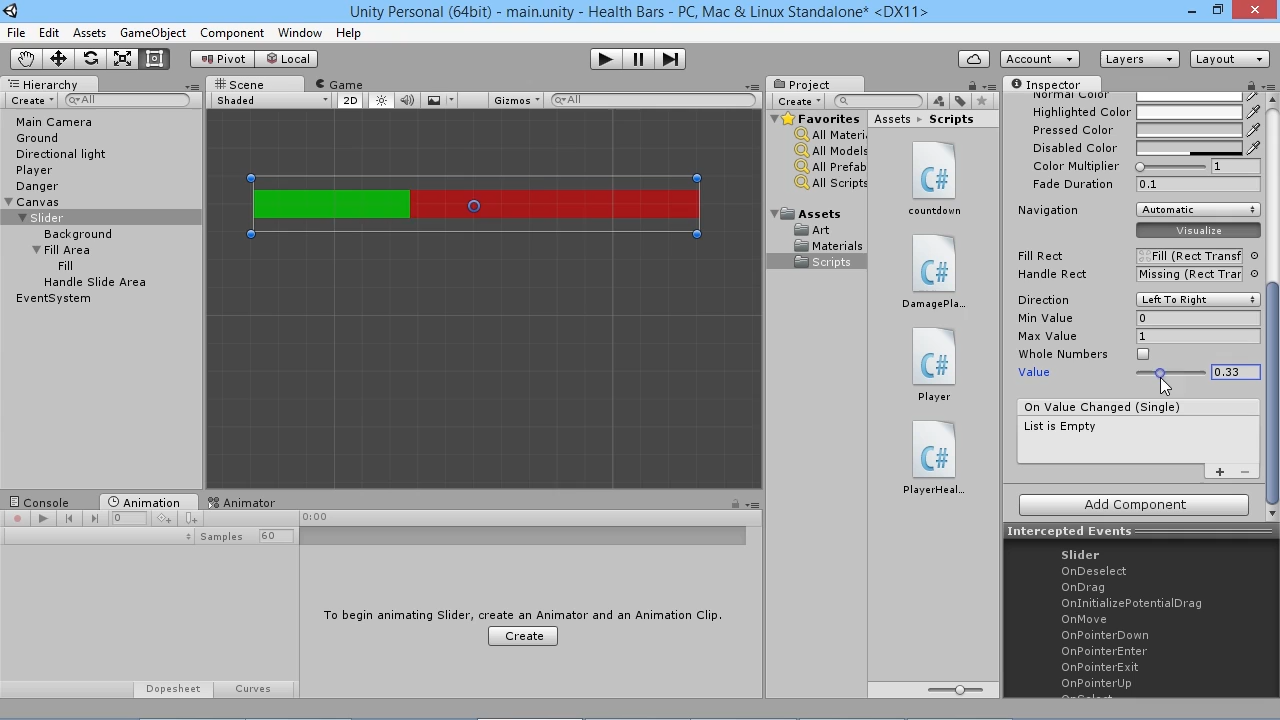 Unity Personal (64bit) - main.unity - Health Bars - PC, Mac & Linux Standalone* <DX11>
File Edit Assets GameObject Component Window Help
Pivot Local Account Layers Layout
Hierarchy
Create All
Main Camera
Ground
Directional light
Player
Danger
Canvas
Slider
Background
Fill Area
Fill
Handle Slide Area
EventSystem
Scene Game
Shaded 2D Gizmos All
Console Animation Animator
0 0:00
Samples 60
To begin animating Slider, create an Animator and an Animation Clip.
Create
Dopesheet Curves
Project
Create
Favorites
All Materi
All Models
All Prefab
All Scripts
Assets
Art
Materials
Scripts
Assets Scripts
C#
countdown
C#
DamagePla...
C#
Player
C#
PlayerHeal...
Inspector
Normal Color
Highlighted Color
Pressed Color
Disabled Color
Color Multiplier 1
Fade Duration 0.1
Navigation Automatic
Visualize
Fill Rect Fill (Rect Transf
Handle Rect Missing (Rect Tran
Direction Left To Right
Min Value 0
Max Value 1
Whole Numbers
Value 0.33
On Value Changed (Single)
List is Empty
+ −
Add Component
Intercepted Events
Slider
OnDeselect
OnDrag
OnInitializePotentialDrag
OnMove
OnPointerDown
OnPointerEnter
OnPointerExit
OnPointerUp